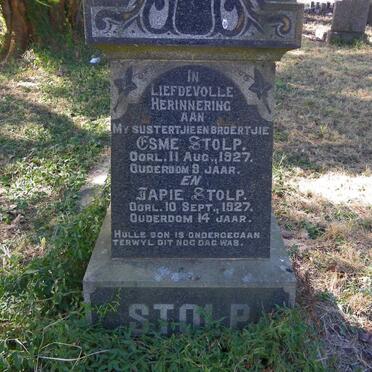 IN
LIEFDEVOLLE
HERINNERING
AAN
MY SUSTERTJIE EN BROERTJIE
ESME STOLP.
OORL. 11 AUG., 1927.
OUDERDOM 9 JAAR.
EN
JAPIE STOLP.
OORL. 10 SEPT., 1927.
OUDERDOM 14 JAAR.
HULLE SON IS ONDERGEGAAN
TERWYL DIT NOG DAG WAS.
STOLP